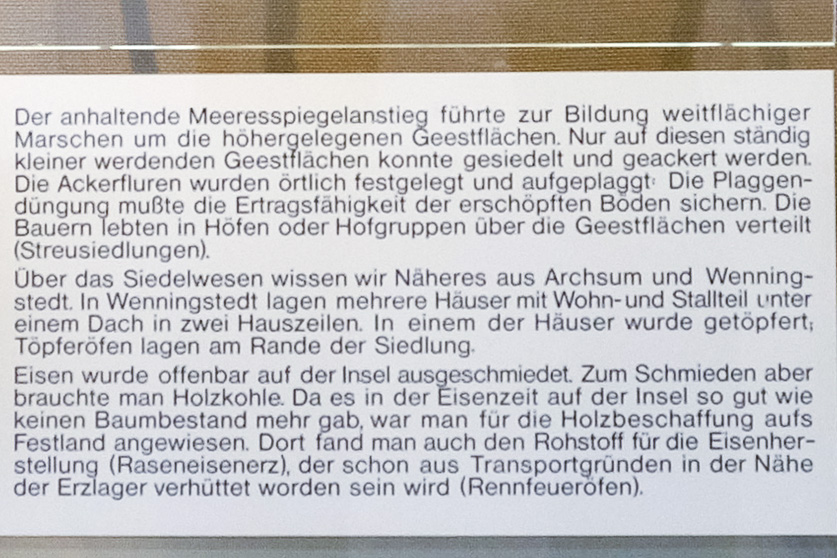 Der anhaltende Meeresspiegelanstieg führte zur Bildung weitflächiger
Marschen um die höhergelegenen Geestflächen. Nur auf diesen ständig
kleiner werdenden Geestflächen konnte gesiedelt und geackert werden.
Die Ackerfluren wurden örtlich festgelegt und aufgeplaggt. Die Plaggen-
düngung mußte die Ertragsfähigkeit der erschöpften Böden sichern. Die
Bauern lebten in Höfen oder Hofgruppen über die Geestflächen verteilt
(Streusiedlungen).
Über das Siedelwesen wissen wir Näheres aus Archsum und Wenning-
stedt. In Wenningstedt lagen mehrere Häuser mit Wohn- und Stallteil unter
einem Dach in zwei Hauszeilen. In einem der Häuser wurde getöpfert;
Töpferöfen lagen am Rande der Siedlung.
Eisen wurde offenbar auf der Insel ausgeschmiedet. Zum Schmieden aber
brauchte man Holzkohle. Da es in der Eisenzeit auf der Insel so gut wie
keinen Baumbestand mehr gab, war man für die Holzbeschaffung aufs
Festland angewiesen. Dort fand man auch den Rohstoff für die Eisenher-
stellung (Raseneisenerz), der schon aus Transportgründen in der Nähe
der Erzlager verhüttet worden sein wird (Rennfeueröfen).